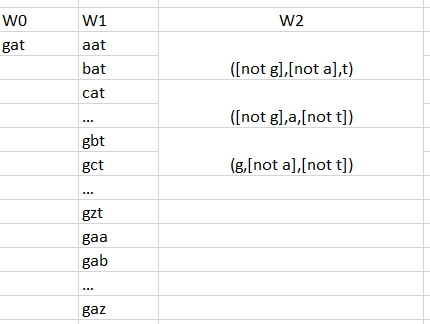 W0 W1 W2
gat aat
bat ([not g],[not a],t)
cat
... ([not g],a,[not t])
gbt
gct (g,[not a],[not t])
...
gzt
gaa
gab
...
gaz